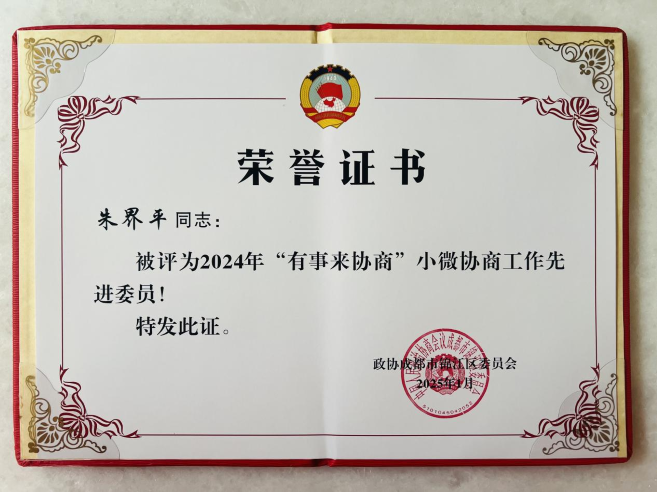 荣誉证书
朱界平同志：
被评为2024年“有事来协商”小微协商工作先
进委员！
特发此证。
政协成都市锦江区委员会
2025年1月
5101045042052